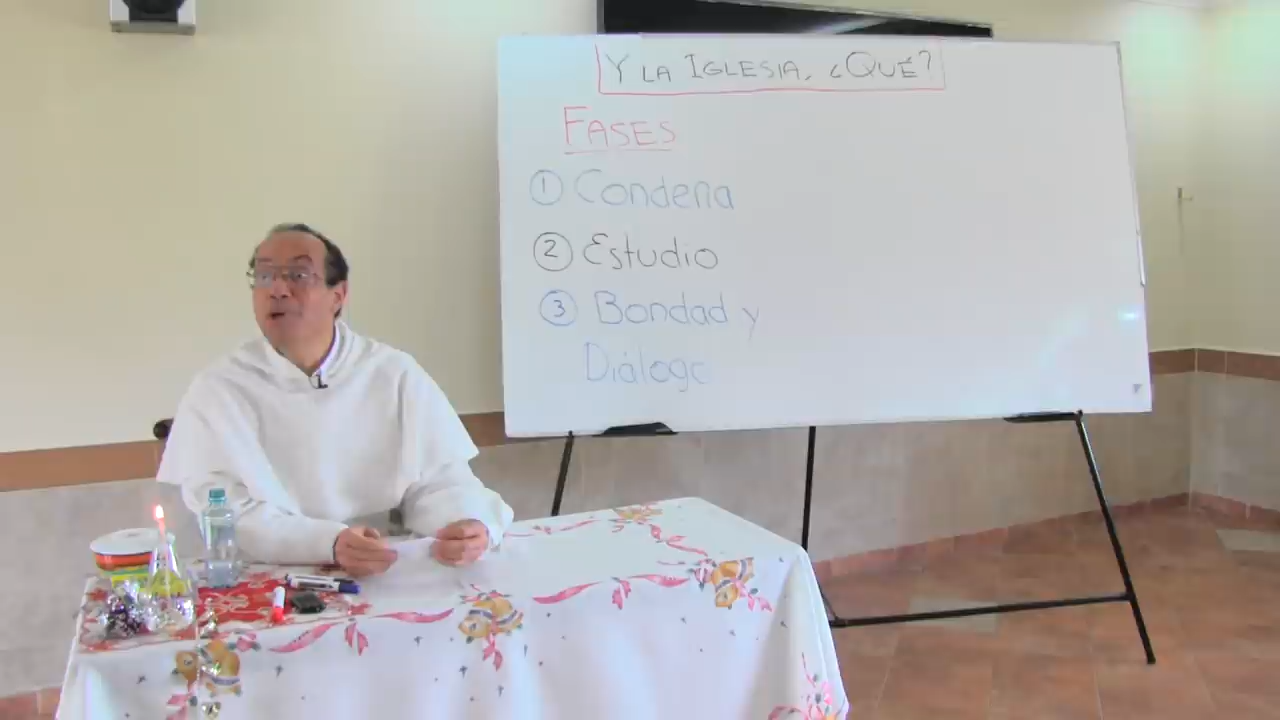 Y LA IGLESIA, ¿QUÉ?
FASES
1 Condena
2 Estudio
3 Bondad y
Diálogo